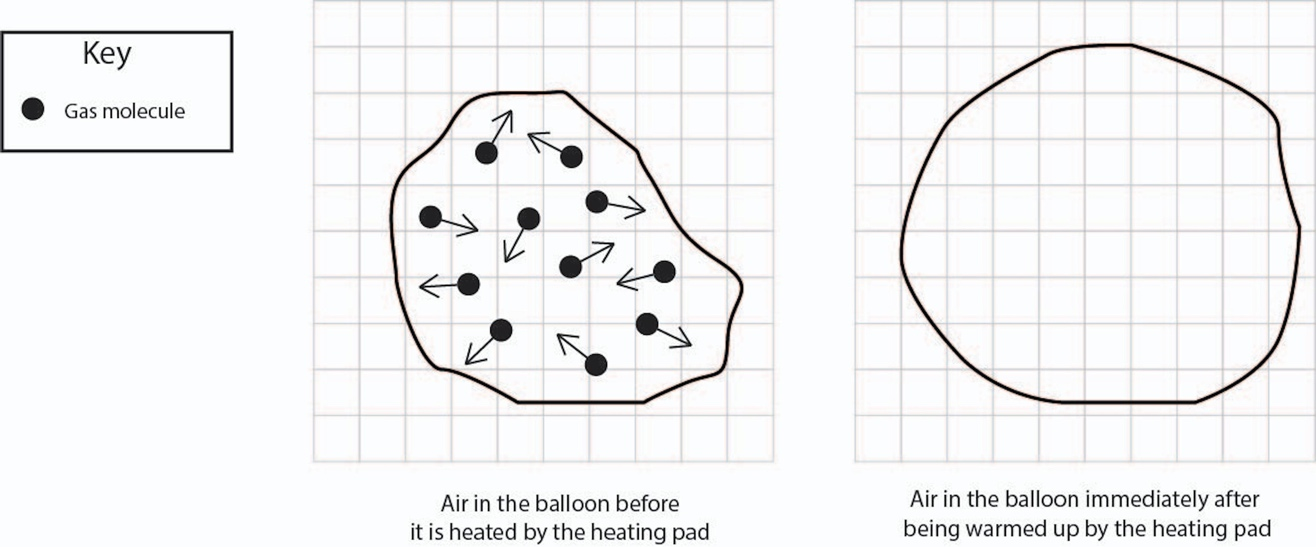 Key
Gas molecule
Air in the balloon before
it is heated by the heating pad
Air in the balloon immediately after
being warmed up by the heating pad